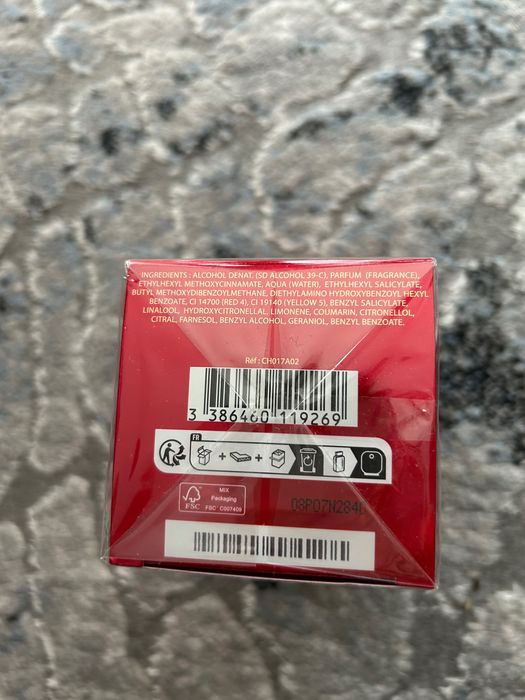 INGREDIENTS : ALCOHOL DENAT. (SD ALCOHOL 39-C), PARFUM (FRAGRANCE),
ETHYLHEXYL METHOXYCINNAMATE, AQUA (WATER), ETHYLHEXYL SALICYLATE,
BUTYL METHOXYDIBENZOYLMETHANE, DIETHYLAMINO HYDROXYBENZOYL HEXYL
BENZOATE, CI 14700 (RED 4), CI 19140 (YELLOW 5), BENZYL SALICYLATE,
LINALOOL, HYDROXYCITRONELLAL, LIMONENE, COUMARIN, CITRONELLOL,
CITRAL, FARNESOL, BENZYL ALCOHOL, GERANIOL, BENZYL BENZOATE.
Réf : CH017A02
3 386460 119269
FR
MIX
Packaging
FSC
FSC C007409